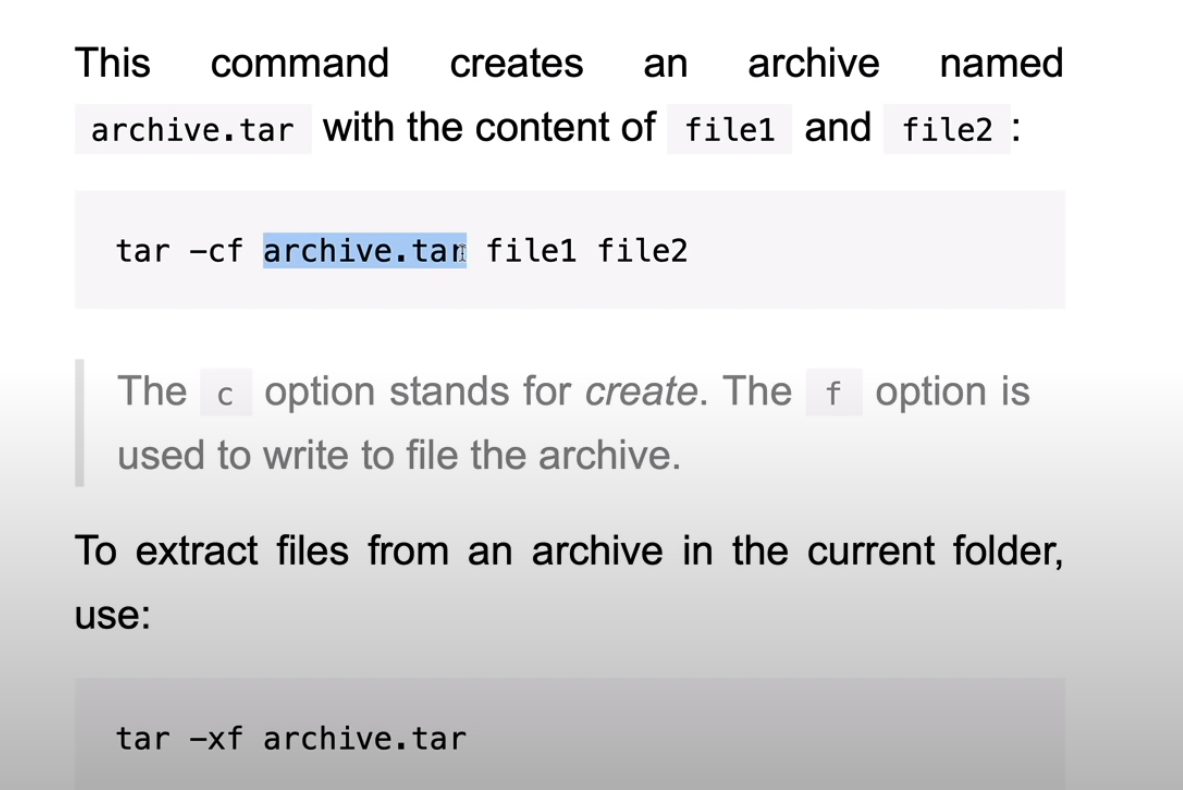 This command creates an archive named
archive.tar with the content of file1 and file2 :
tar -cf archive.tar file1 file2
The c option stands for create. The f option is
used to write to file the archive.
To extract files from an archive in the current folder,
use:
tar -xf archive.tar